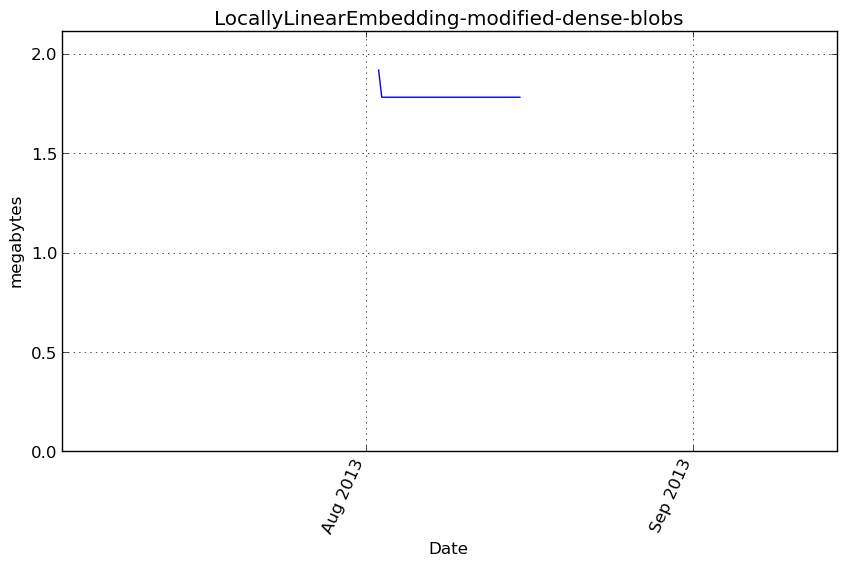 LocallyLinearEmbedding-modified-dense-blobs
2.0
1.5
1.0
0.5
0.0
megabytes
Aug 2013
Sep 2013
Date